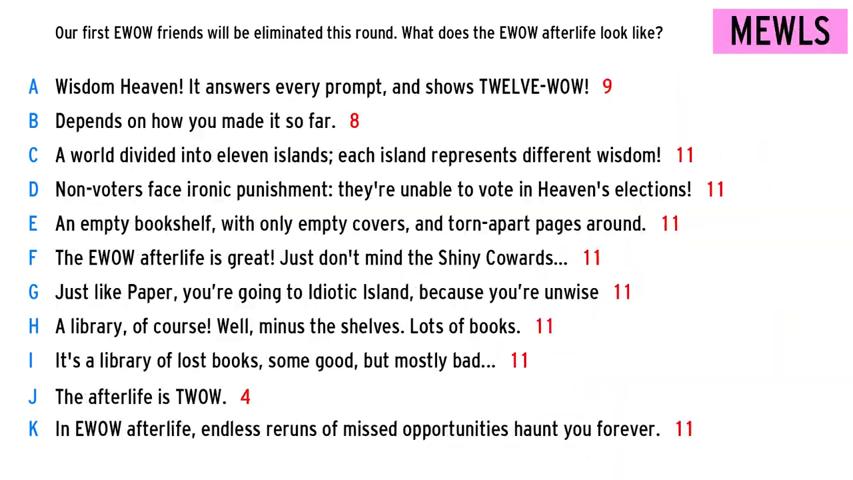 Our first EWOW friends will be eliminated this round. What does the EWOW afterlife look like?
MEWLS
A Wisdom Heaven! It answers every prompt, and shows TWELVE-WOW! 9
B Depends on how you made it so far. 8
C A world divided into eleven islands; each island represents different wisdom! 11
D Non-voters face ironic punishment: they're unable to vote in Heaven's elections! 11
E An empty bookshelf, with only empty covers, and torn-apart pages around. 11
F The EWOW afterlife is great! Just don't mind the Shiny Cowards... 11
G Just like Paper, you’re going to Idiotic Island, because you’re unwise 11
H A library, of course! Well, minus the shelves. Lots of books. 11
I It's a library of lost books, some good, but mostly bad... 11
J The afterlife is TWOW. 4
K In EWOW afterlife, endless reruns of missed opportunities haunt you forever. 11